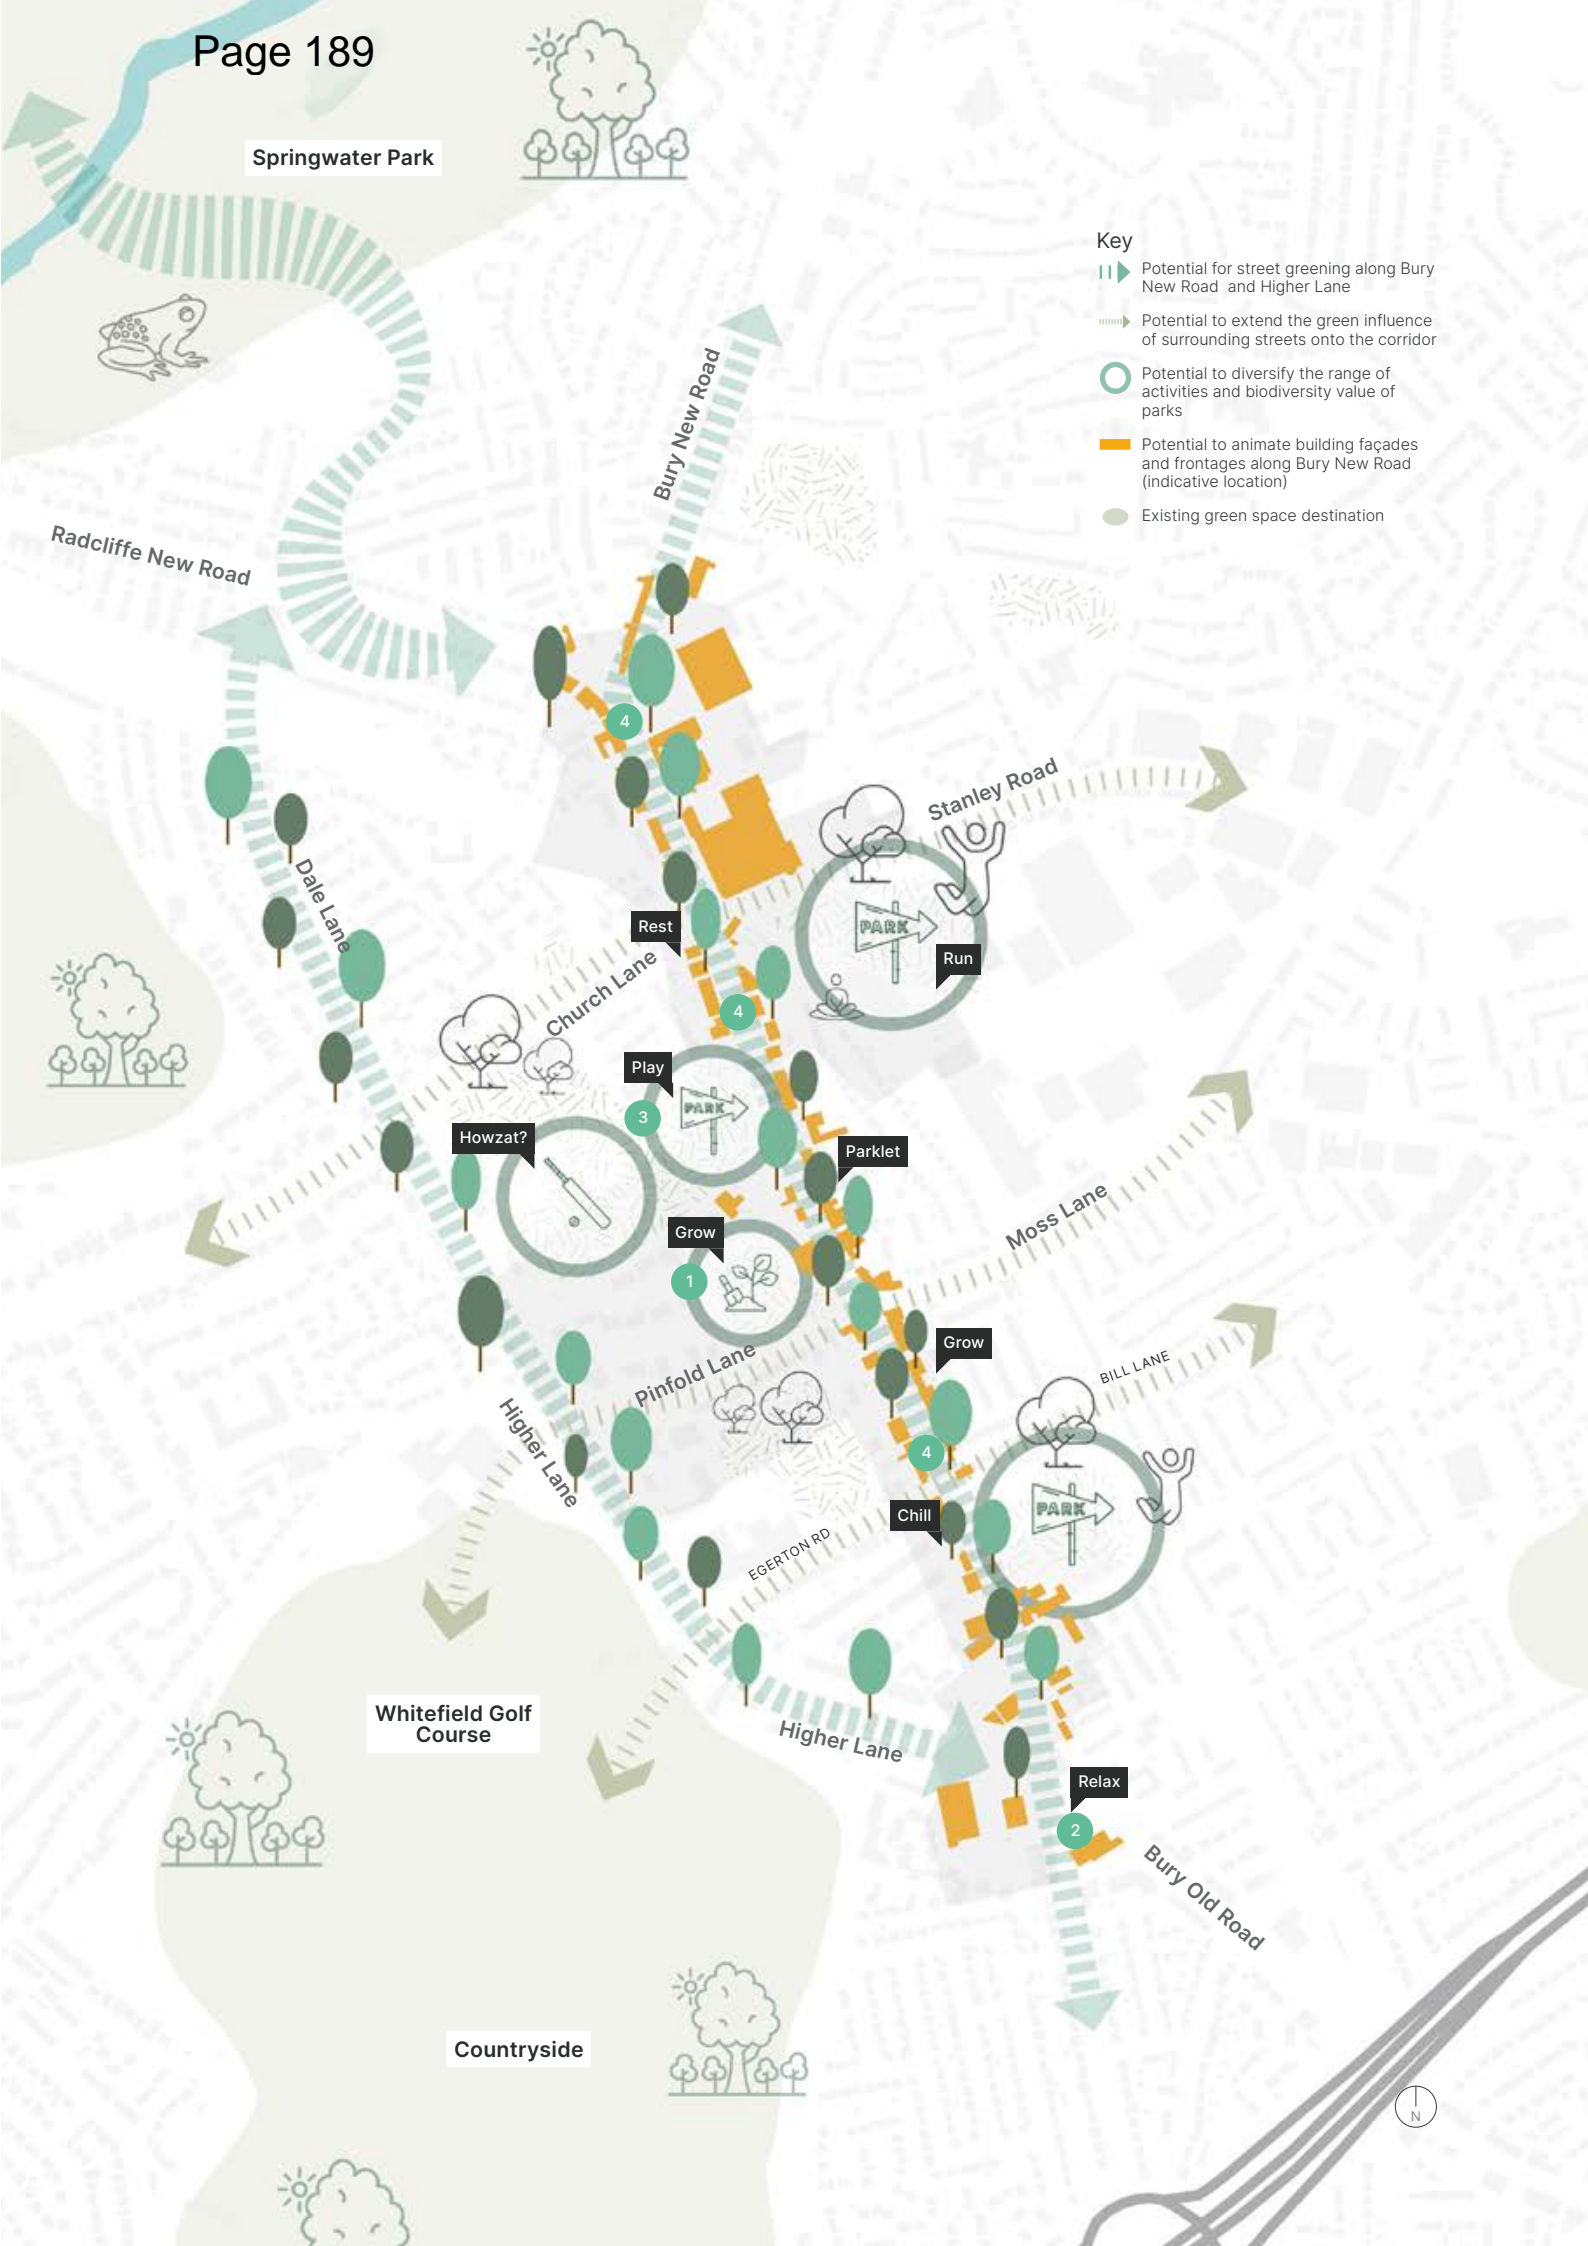 Page 189
Springwater Park
Key
Potential for street greening along Bury
New Road and Higher Lane
Potential to extend the green influence
of surrounding streets onto the corridor
Potential to diversify the range of
activities and biodiversity value of
parks
Potential to animate building façades
and frontages along Bury New Road
(indicative location)
Existing green space destination
Bury New Road
Radcliffe New Road
4
Stanley Road
Dale Lane
PARK
Rest
Run
Church Lane
4
Play
PARK
3
Howzat?
Parklet
Moss Lane
Grow
1
Grow
Pinfold Lane
BILL LANE
Higher Lane
4
PARK
Chill
EGERTON RD
Whitefield Golf
Course
Higher Lane
Relax
2
Bury Old Road
Countryside
N